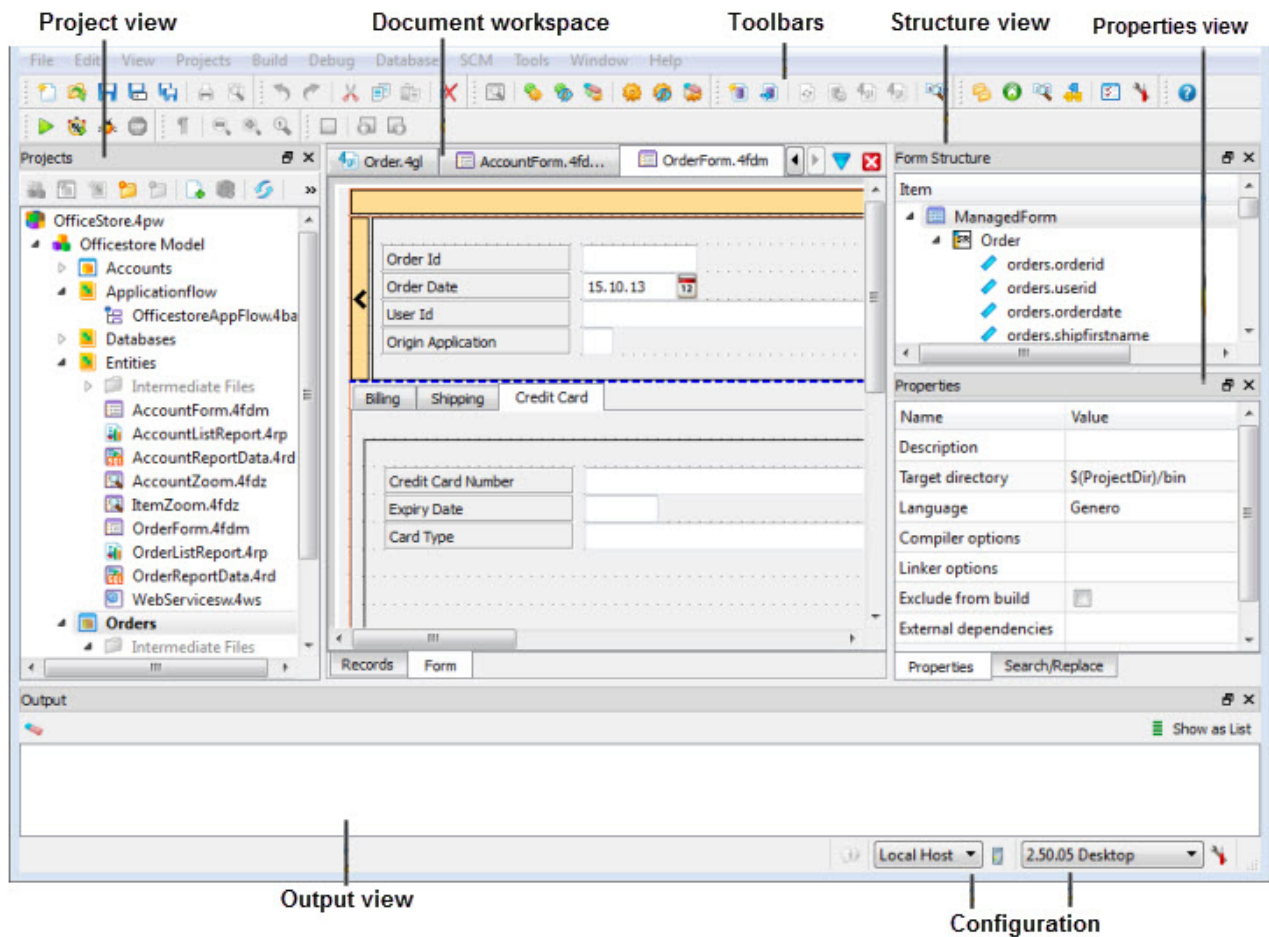 Project view
Document workspace
Toolbars
Structure view
Properties view
File Edit View Projects Build Debug Database SCM Tools Window Help
Projects
Order.4gl
AccountForm.4fd...
OrderForm.4fdm
Form Structure
OfficeStore.4pw
Officestore Model
Accounts
Applicationflow
OfficestoreAppFlow.4ba
Databases
Entities
Intermediate Files
AccountForm.4fdm
AccountListReport.4rp
AccountReportData.4rd
AccountZoom.4fdz
ItemZoom.4fdz
OrderForm.4fdm
OrderListReport.4rp
OrderReportData.4rd
WebServicesw.4ws
Orders
Intermediate Files
Order Id
Order Date 15.10.13 12
User Id
Origin Application
Billing Shipping Credit Card
Credit Card Number
Expiry Date
Card Type
Records Form
Item
ManagedForm
Order
orders.orderid
orders.userid
orders.orderdate
orders.shipfirstname
Properties
Name Value
Description
Target directory $(ProjectDir)/bin
Language Genero
Compiler options
Linker options
Exclude from build
External dependencies
Properties Search/Replace
Output
Show as List
Local Host
2.50.05 Desktop
Output view
Configuration